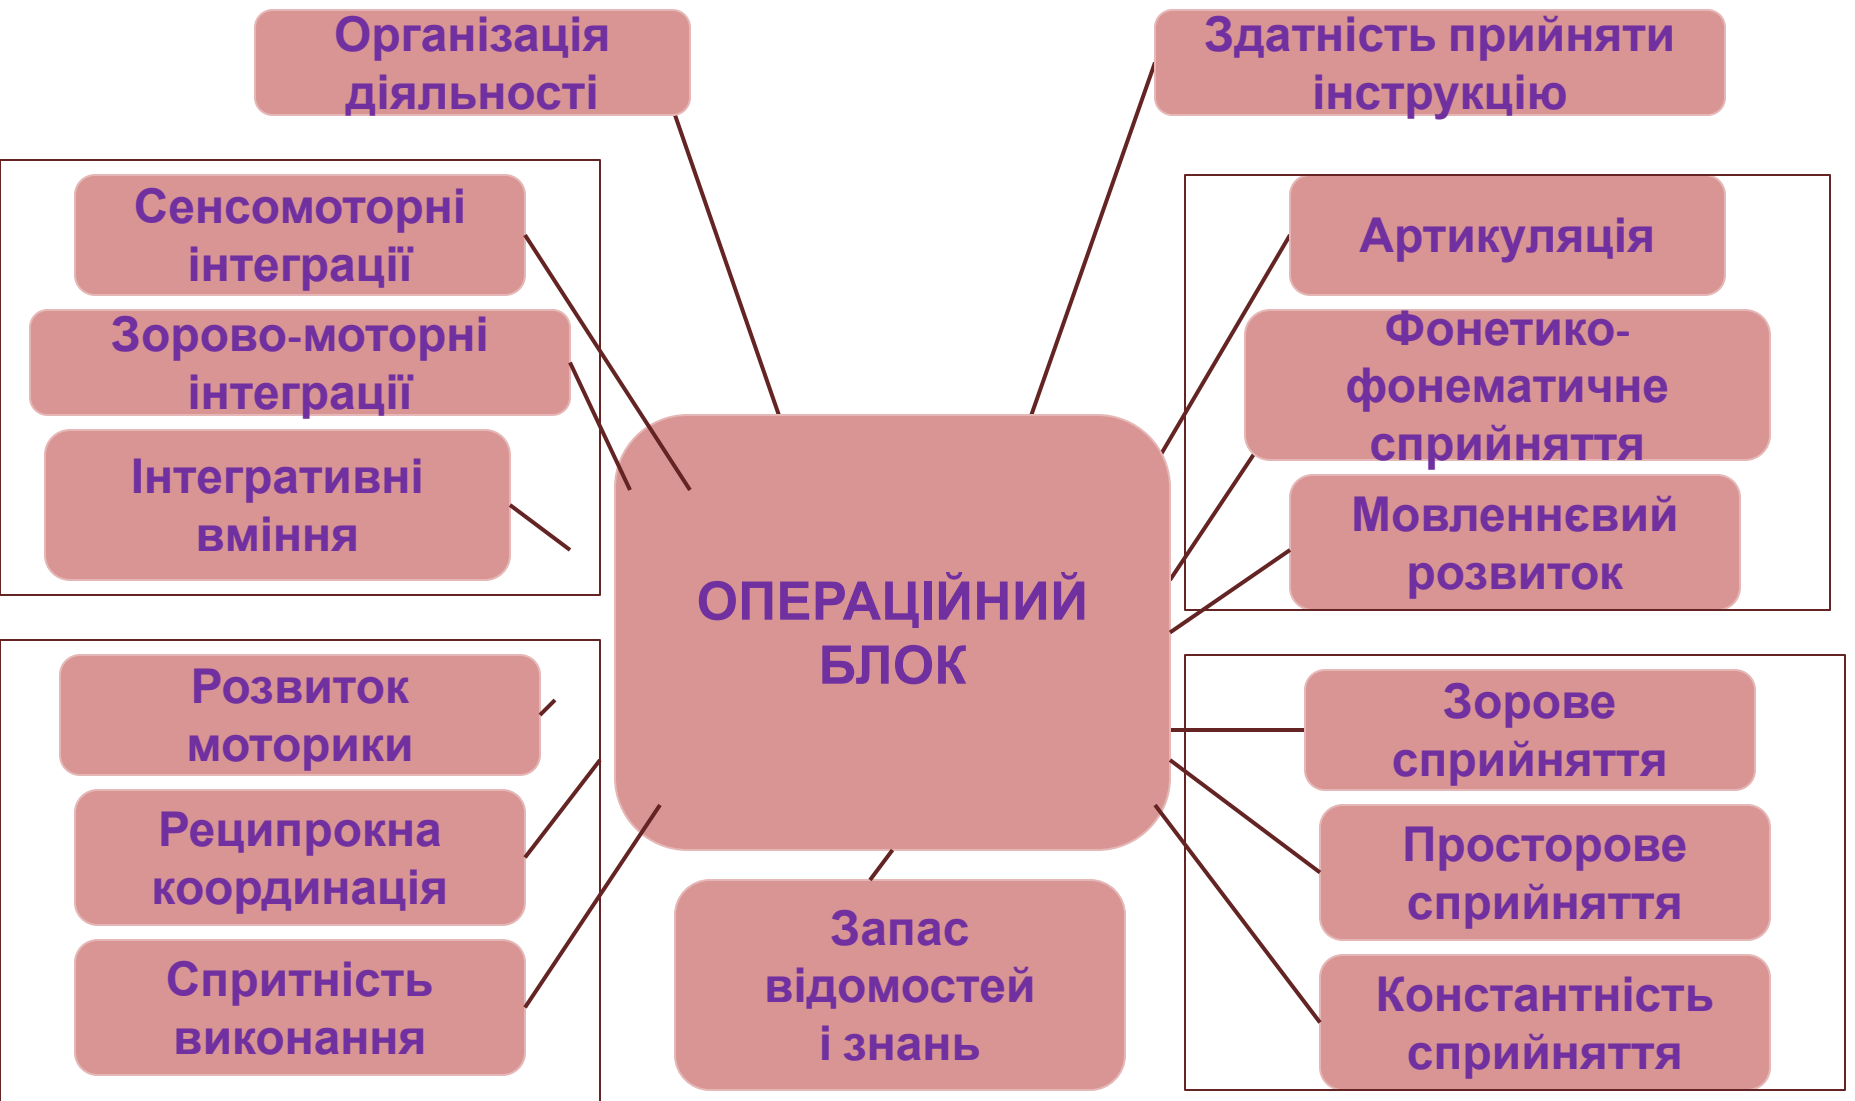 Організація
діяльності
Здатність прийняти
інструкцію
Сенсомоторні
інтеграції
Зорово-моторні
інтеграції
Інтегративні
вміння
Артикуляція
Фонетико-
фонематичне
сприйняття
Мовленнєвий
розвиток
ОПЕРАЦІЙНИЙ
БЛОК
Розвиток
моторики
Реципрокна
координація
Спритність
виконання
Запас
відомостей
і знань
Зорове
сприйняття
Просторове
сприйняття
Константність
сприйняття